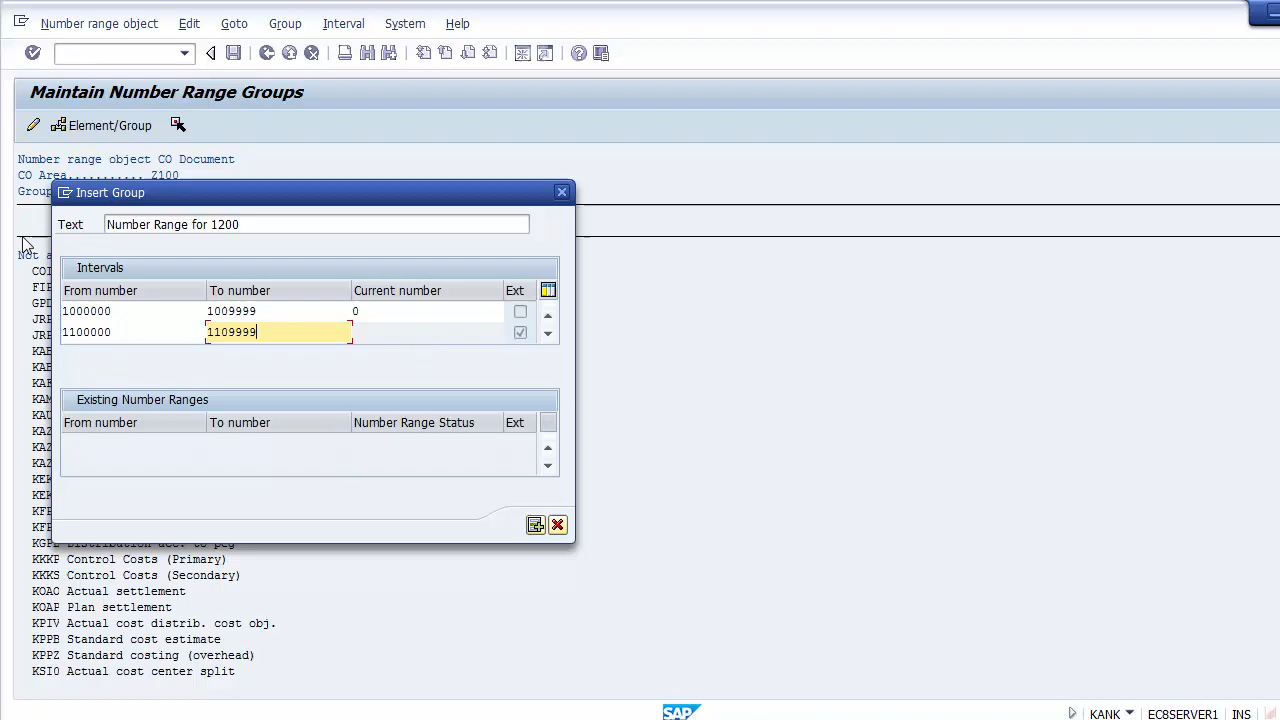 Number range object Edit Goto Group Interval System Help
Maintain Number Range Groups
Element/Group
Number range object CO Document
CO Area........... Z100
Group
Insert Group
Text Number Range for 1200
Not a
Intervals
From number To number Current number Ext
1000000 1009999 0
1100000 1109999
Existing Number Ranges
From number To number Number Range Status Ext
KKKP Control Costs (Primary)
KKKS Control Costs (Secondary)
KOAO Actual settlement
KOAP Plan settlement
KPIV Actual cost distrib. cost obj.
KPPB Standard cost estimate
KPPZ Standard costing (overhead)
KSI0 Actual cost center split
SAP KANK EC8SERVER1 INS